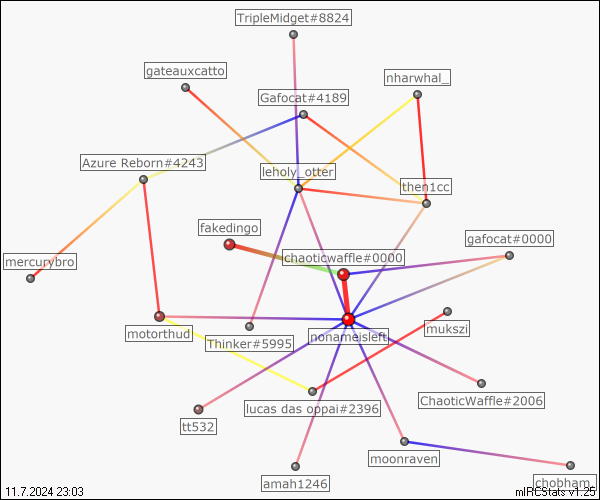 TripleMidget#8824
gateauxcatto
nharwhal_
Gafocat#4189
Azure Reborn#4243
leholy_otter
then1cc
fakedingo
gafocat#0000
chaoticwaffle#0000
mercurybro
motorthud
Thinker#5995
nonameisleft
mukszi
ChaoticWaffle#2006
lucas das oppai#2396
tt532
moonraven
amah1246
chobham_
11.7.2024 23:03
mIRCStats v1.25